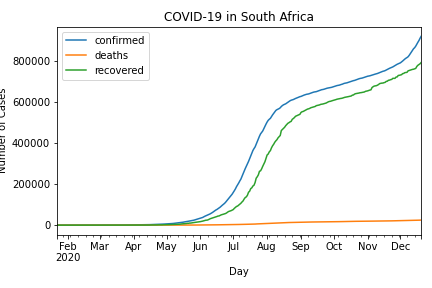 COVID-19 in South Africa
confirmed
deaths
recovered
800000
600000
400000
200000
0
Number of Cases
Feb Mar Apr May Jun Jul Aug Sep Oct Nov Dec
2020
Day